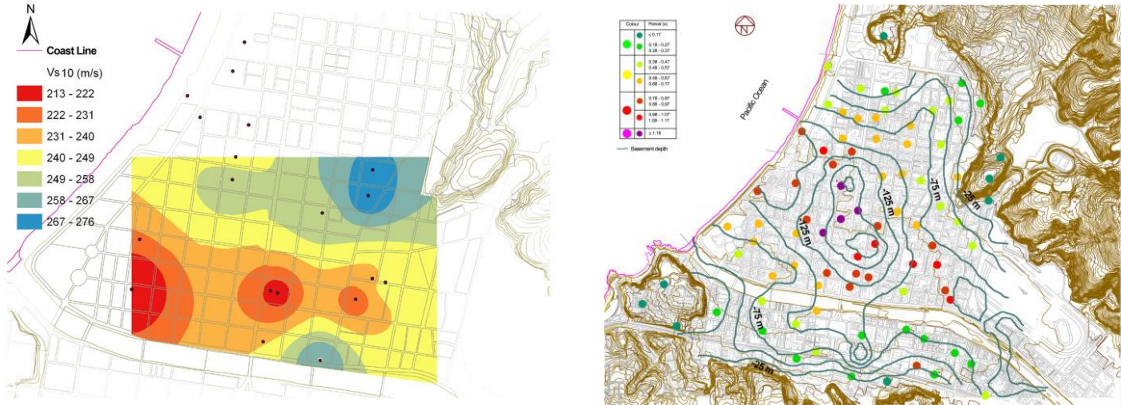 N
Coast Line
Vs10 (m/s)
213 - 222
222 - 231
231 - 240
240 - 249
249 - 258
258 - 267
267 - 276
Colour
Period (s)
≤ 0.17
0.18 - 0.27
0.28 - 0.37
0.38 - 0.47
0.48 - 0.57
0.58 - 0.67
0.68 - 0.77
0.78 - 0.87
0.88 - 0.97
0.98 - 1.07
1.08 - 1.17
≥ 1.18
Basement depth
Pacific Ocean
-75 m
-25 m
-125 m
-125 m
-75 m
-25 m